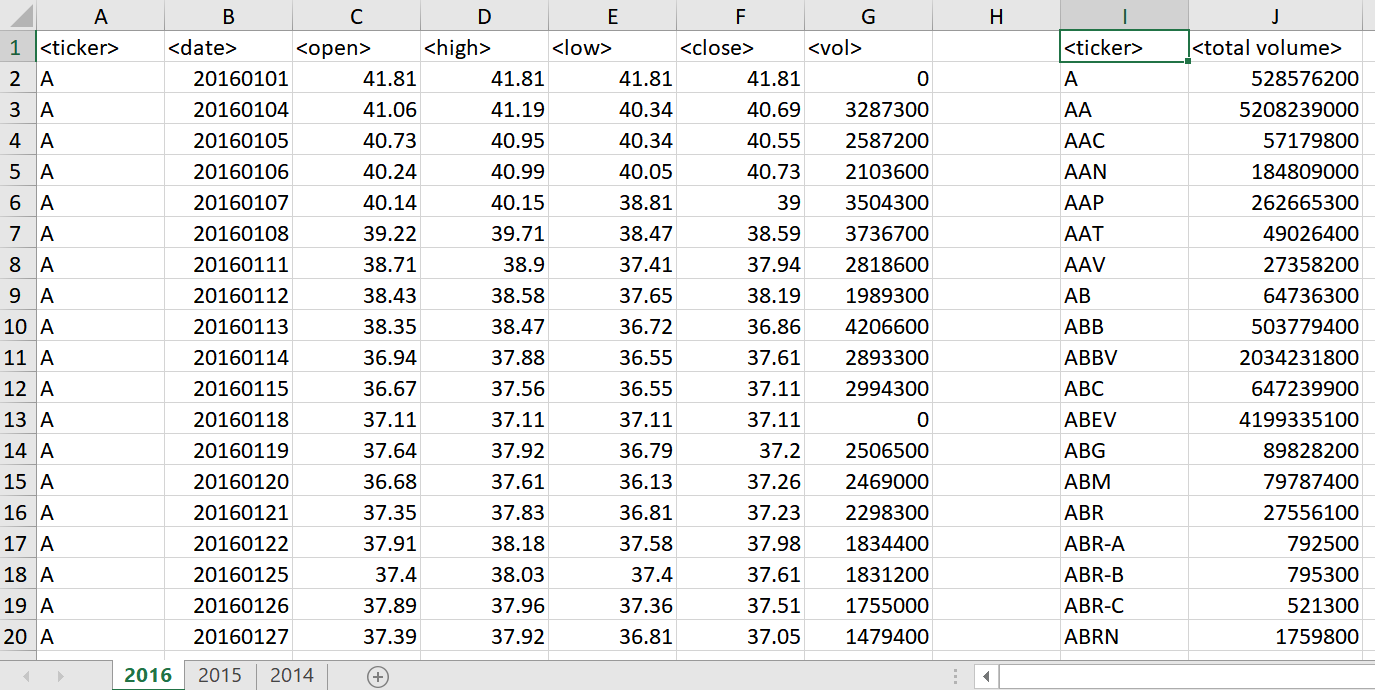 A B C D E F G H I J
1 <ticker> <date> <open> <high> <low> <close> <vol> <ticker> <total volume>
2 A 20160101 41.81 41.81 41.81 41.81 0 A 528576200
3 A 20160104 41.06 41.19 40.34 40.69 3287300 AA 5208239000
4 A 20160105 40.73 40.95 40.34 40.55 2587200 AAC 57179800
5 A 20160106 40.24 40.99 40.05 40.73 2103600 AAN 184809000
6 A 20160107 40.14 40.15 38.81 39 3504300 AAP 262665300
7 A 20160108 39.22 39.71 38.47 38.59 3736700 AAT 49026400
8 A 20160111 38.71 38.9 37.41 37.94 2818600 AAV 27358200
9 A 20160112 38.43 38.58 37.65 38.19 1989300 AB 64736300
10 A 20160113 38.35 38.47 36.72 36.86 4206600 ABB 503779400
11 A 20160114 36.94 37.88 36.55 37.61 2893300 ABBV 2034231800
12 A 20160115 36.67 37.56 36.55 37.11 2994300 ABC 647239900
13 A 20160118 37.11 37.11 37.11 37.11 0 ABEV 4199335100
14 A 20160119 37.64 37.92 36.79 37.2 2506500 ABG 89828200
15 A 20160120 36.68 37.61 36.13 37.26 2469000 ABM 79787400
16 A 20160121 37.35 37.83 36.81 37.23 2298300 ABR 27556100
17 A 20160122 37.91 38.18 37.58 37.98 1834400 ABR-A 792500
18 A 20160125 37.4 38.03 37.4 37.61 1831200 ABR-B 795300
19 A 20160126 37.89 37.96 37.36 37.51 1755000 ABR-C 521300
20 A 20160127 37.39 37.92 36.81 37.05 1479400 ABRN 1759800
2016 2015 2014